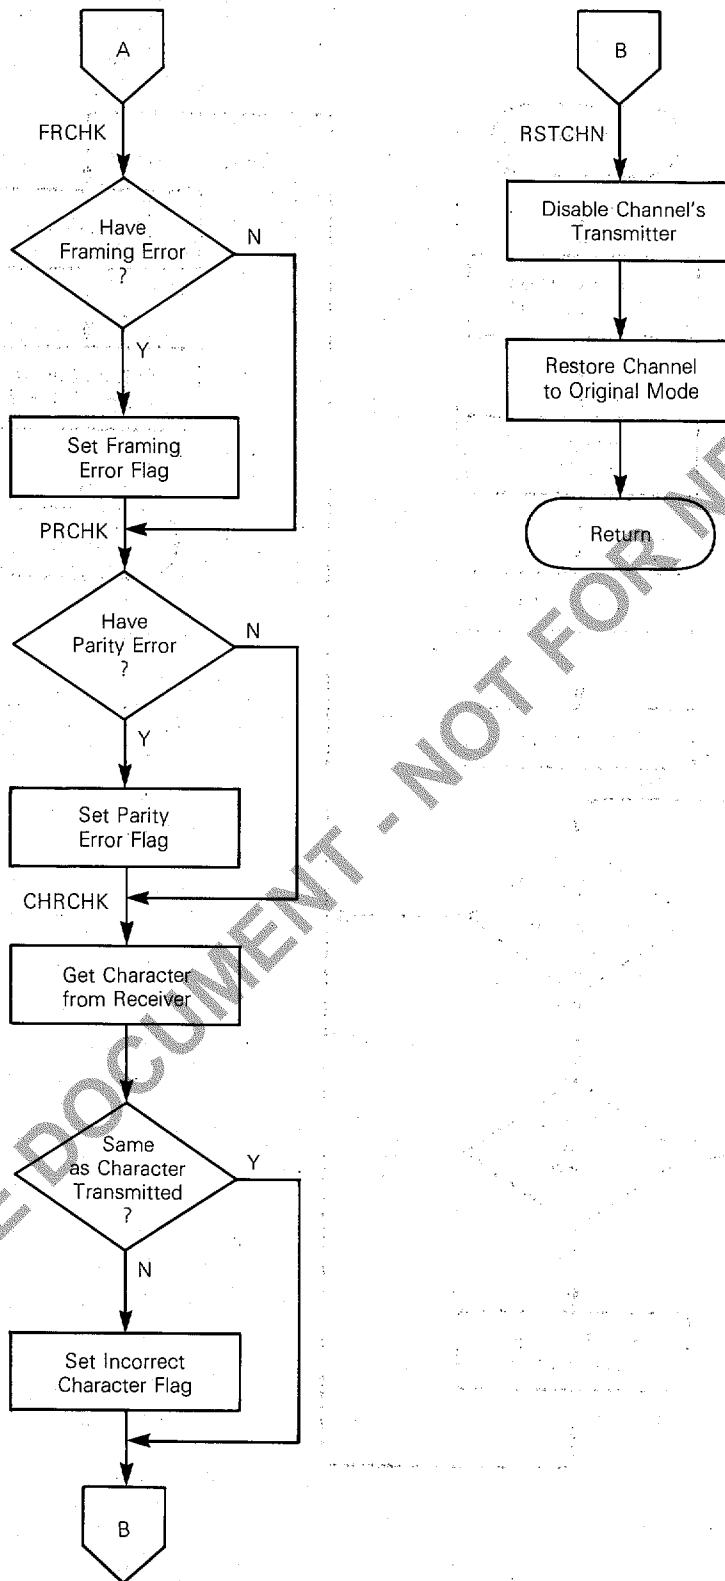 A
FRCHK
Have
Framing Error
?
N
Y
Set Framing
Error Flag
PRCHK
Have
Parity Error
?
N
Y
Set Parity
Error Flag
CHRCHK
Get Character
from Receiver
Same
as Character
Transmitted
?
Y
N
Set Incorrect
Character Flag
B
B
RSTCHN
Disable Channel's
Transmitter
Restore Channel
to Original Mode
Return
DOCUMENT - NOT FOR